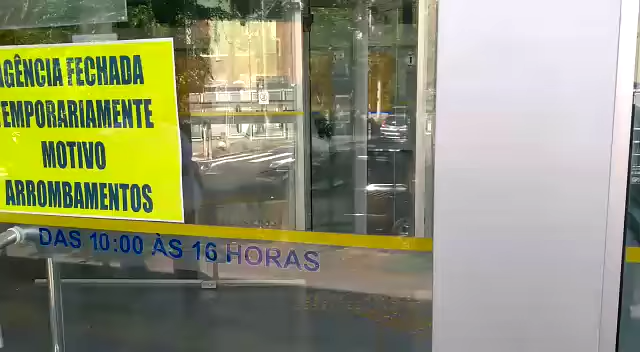 AGÊNCIA FECHADA
TEMPORARIAMENTE
MOTIVO
ARROMBAMENTOS
DAS 10:00 ÀS 16 HORAS